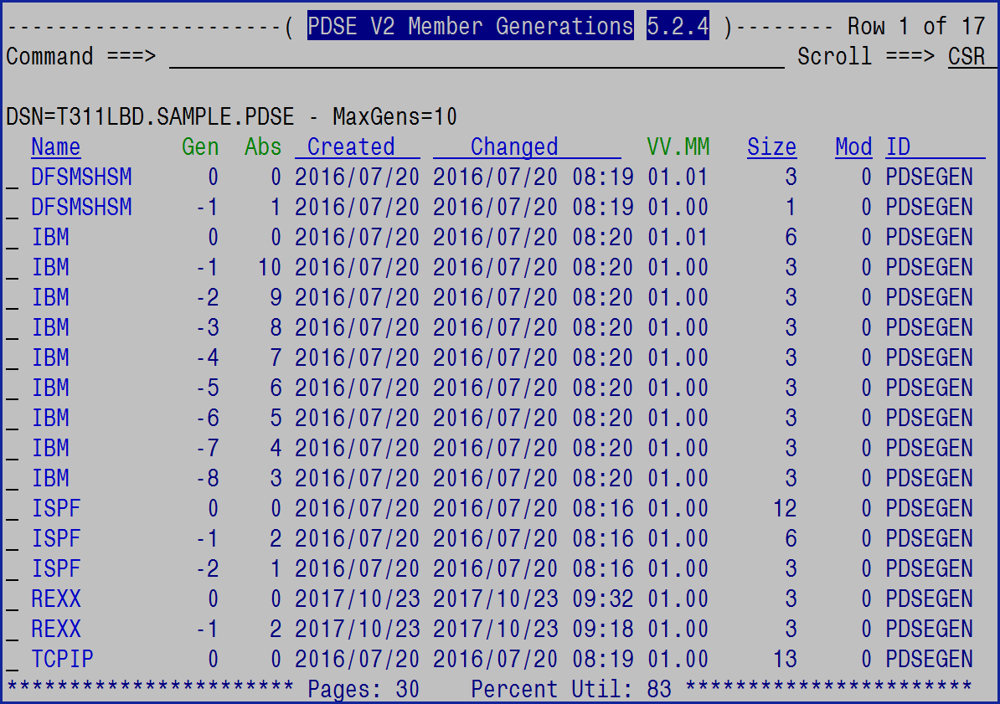 ----------------------( PDSE V2 Member Generations 5.2.4 )-------- Row 1 of 17
Command ===> ________________________________________________ Scroll ===> CSR
DSN=T311LBD.SAMPLE.PDSE - MaxGens=10
Name Gen Abs Created Changed VV.MM Size Mod ID
_ DFSMSHSM 0 0 2016/07/20 2016/07/20 08:19 01.01 3 0 PDSEGEN
_ DFSMSHSM -1 1 2016/07/20 2016/07/20 08:19 01.00 1 0 PDSEGEN
_ IBM 0 0 2016/07/20 2016/07/20 08:20 01.01 6 0 PDSEGEN
_ IBM -1 10 2016/07/20 2016/07/20 08:20 01.00 3 0 PDSEGEN
_ IBM -2 9 2016/07/20 2016/07/20 08:20 01.00 3 0 PDSEGEN
_ IBM -3 8 2016/07/20 2016/07/20 08:20 01.00 3 0 PDSEGEN
_ IBM -4 7 2016/07/20 2016/07/20 08:20 01.00 3 0 PDSEGEN
_ IBM -5 6 2016/07/20 2016/07/20 08:20 01.00 3 0 PDSEGEN
_ IBM -6 5 2016/07/20 2016/07/20 08:20 01.00 3 0 PDSEGEN
_ IBM -7 4 2016/07/20 2016/07/20 08:20 01.00 3 0 PDSEGEN
_ IBM -8 3 2016/07/20 2016/07/20 08:20 01.00 3 0 PDSEGEN
_ ISPF 0 0 2016/07/20 2016/07/20 08:16 01.00 12 0 PDSEGEN
_ ISPF -1 2 2016/07/20 2016/07/20 08:16 01.00 6 0 PDSEGEN
_ ISPF -2 1 2016/07/20 2016/07/20 08:16 01.00 3 0 PDSEGEN
_ REXX 0 0 2017/10/23 2017/10/23 09:32 01.00 3 0 PDSEGEN
_ REXX -1 2 2017/10/23 2017/10/23 09:18 01.00 3 0 PDSEGEN
_ TCPIP 0 0 2016/07/20 2016/07/20 08:19 01.00 13 0 PDSEGEN
*********************** Pages: 30 Percent Util: 83 ***********************